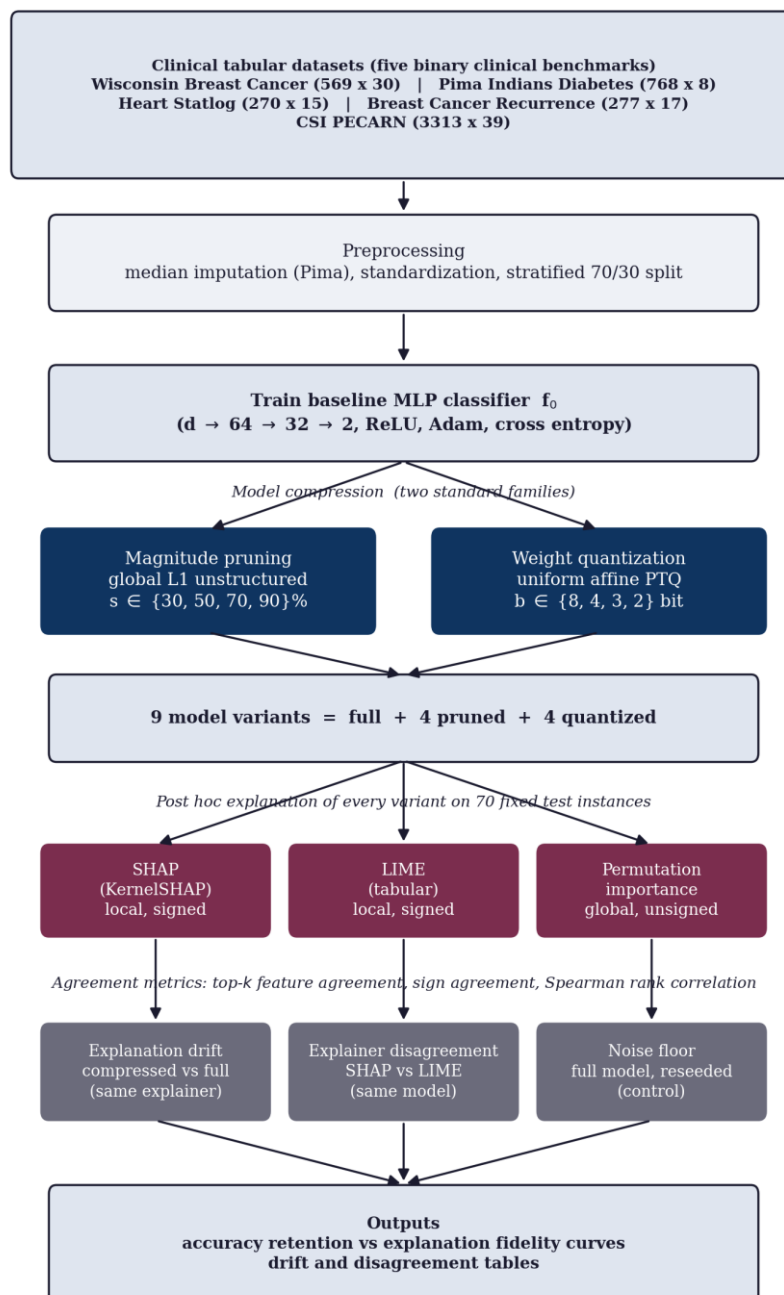 Clinical tabular datasets (five binary clinical benchmarks)
Wisconsin Breast Cancer (569 x 30) | Pima Indians Diabetes (768 x 8)
Heart Statlog (270 x 15) | Breast Cancer Recurrence (277 x 17)
CSI PECARN (3313 x 39)
Preprocessing
median imputation (Pima), standardization, stratified 70/30 split
Train baseline MLP classifier f₀
(d → 64 → 32 → 2, ReLU, Adam, cross entropy)
Model compression (two standard families)
Magnitude pruning
global L1 unstructured
s ∈ {30, 50, 70, 90}%
Weight quantization
uniform affine PTQ
b ∈ {8, 4, 3, 2} bit
9 model variants = full + 4 pruned + 4 quantized
Post hoc explanation of every variant on 70 fixed test instances
SHAP
(KernelSHAP)
local, signed
LIME
(tabular)
local, signed
Permutation
importance
global, unsigned
Agreement metrics: top-k feature agreement, sign agreement, Spearman rank correlation
Explanation drift
compressed vs full
(same explainer)
Explainer disagreement
SHAP vs LIME
(same model)
Noise floor
full model, reseeded
(control)
Outputs
accuracy retention vs explanation fidelity curves
drift and disagreement tables